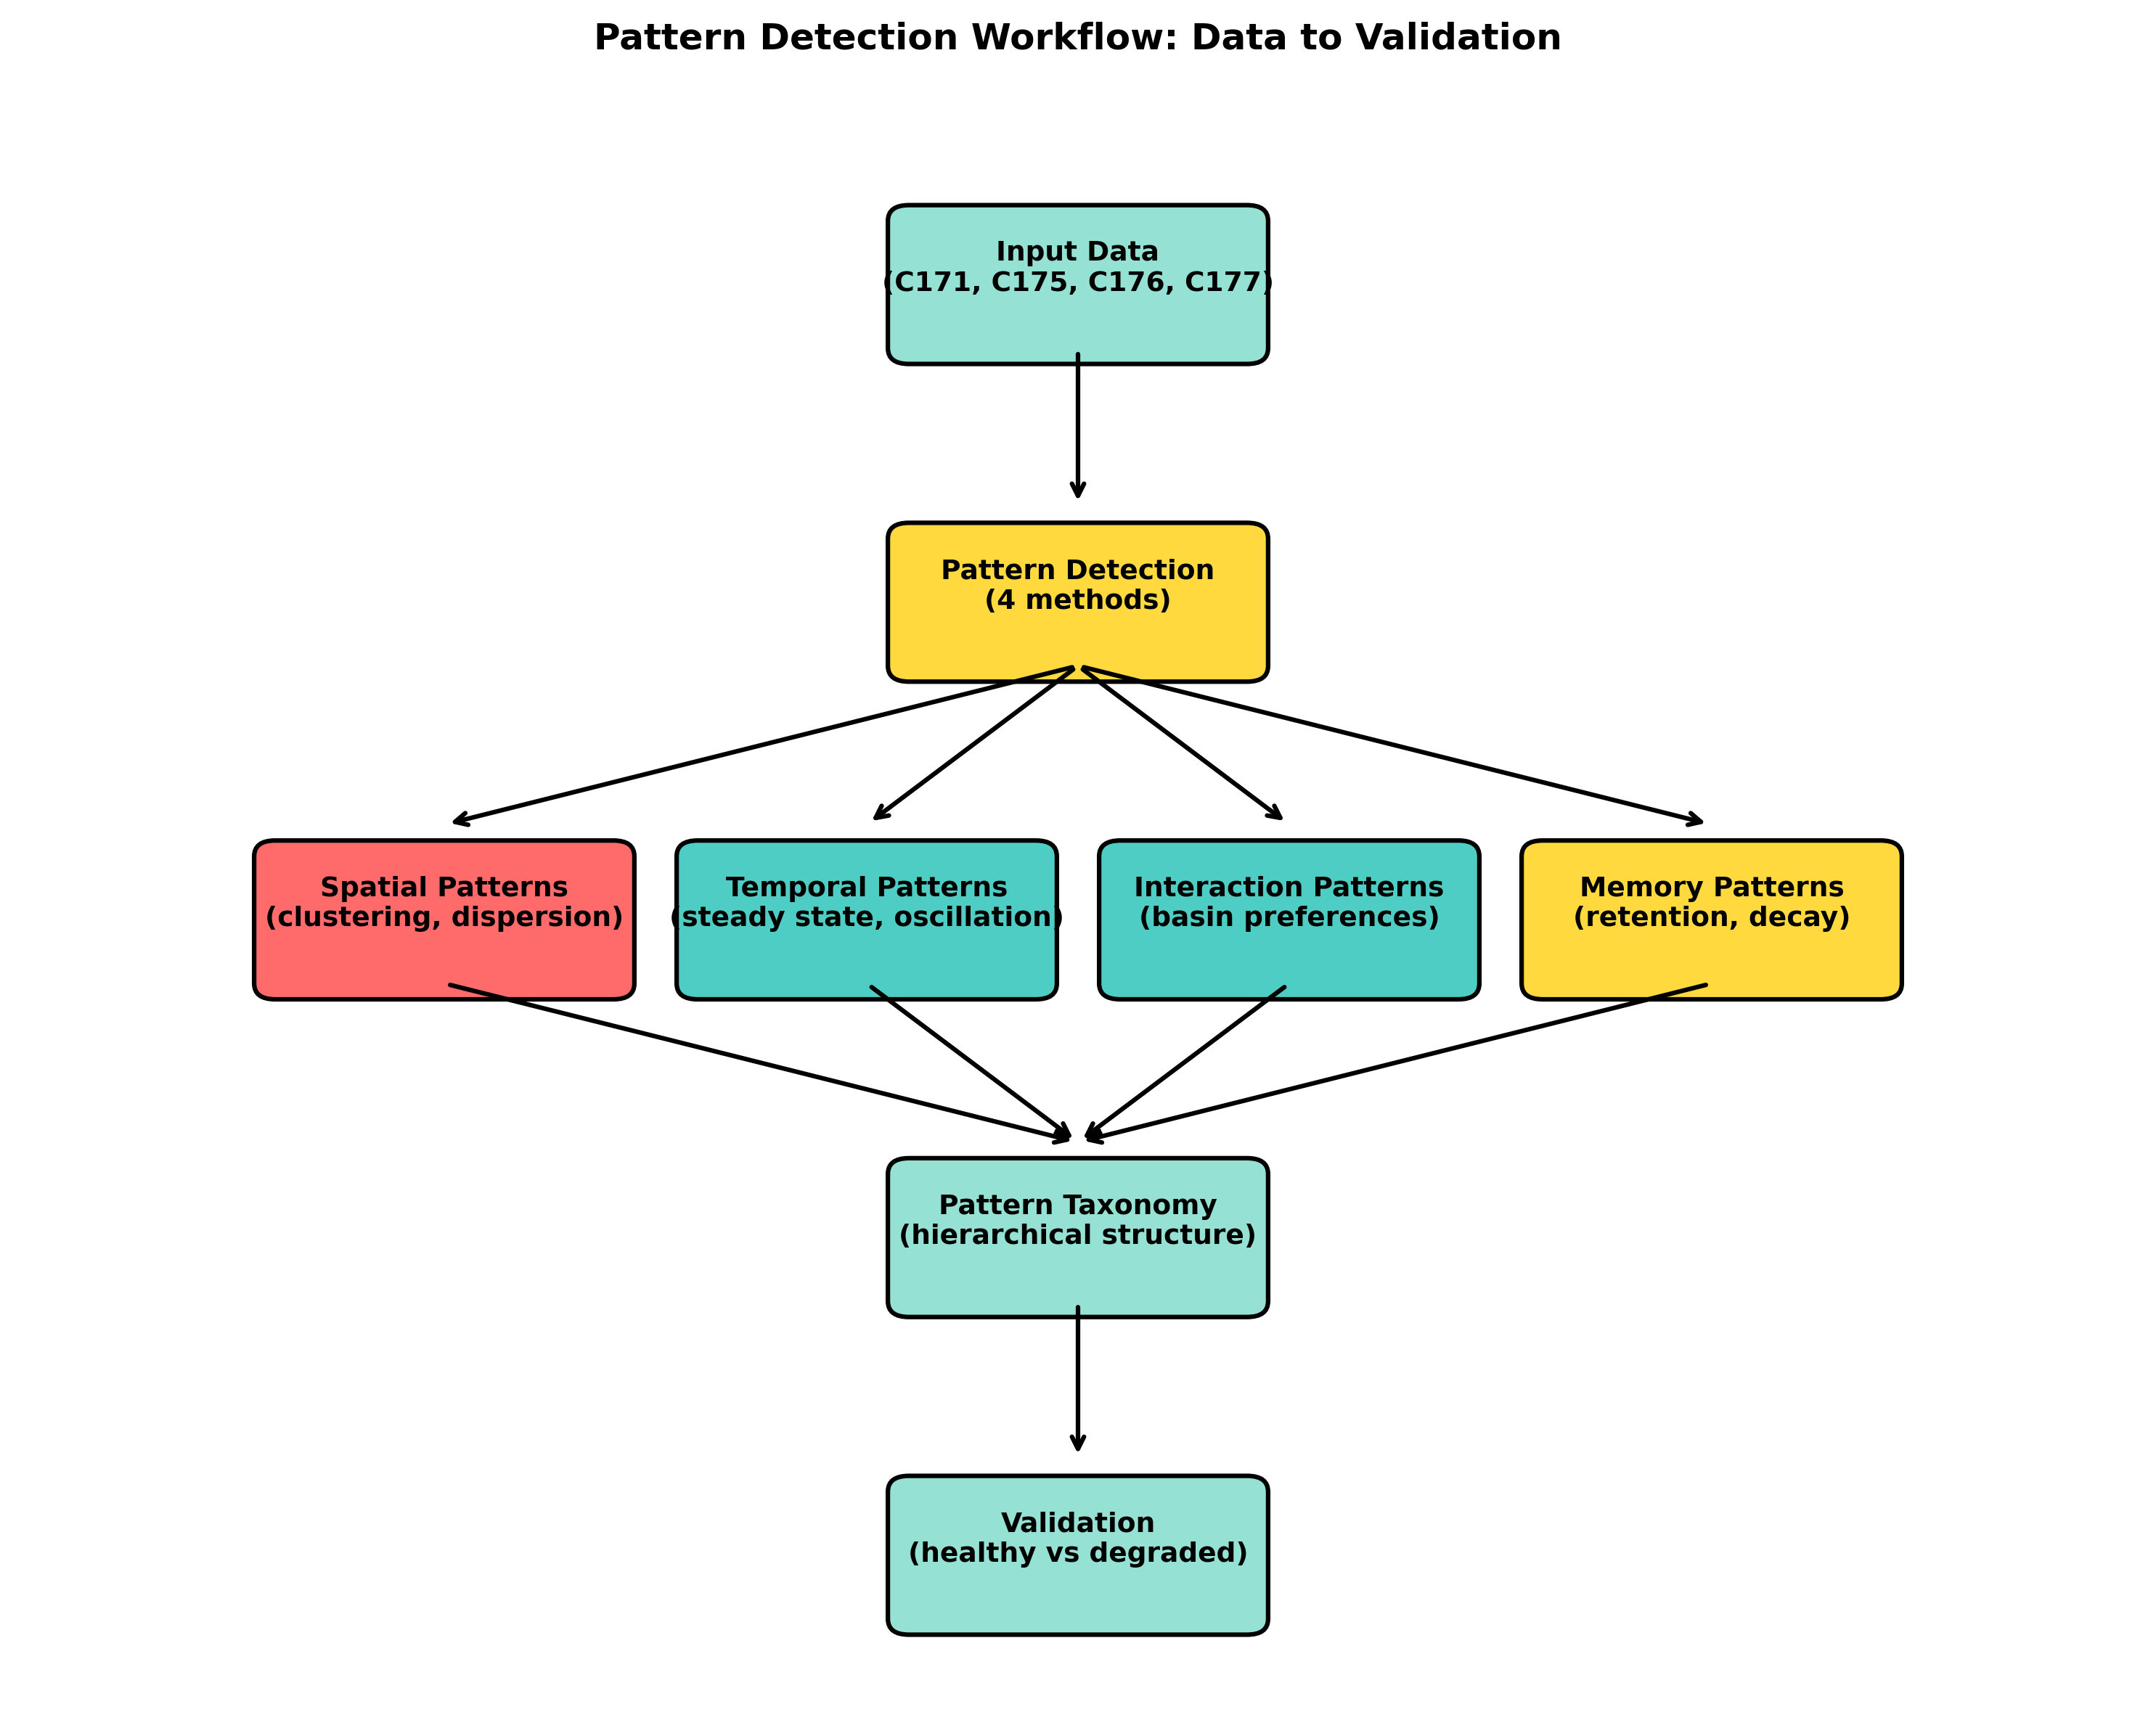 Pattern Detection Workflow: Data to Validation
Input Data
(C171, C175, C176, C177)
Pattern Detection
(4 methods)
Spatial Patterns
(clustering, dispersion)
Temporal Patterns
(steady state, oscillation)
Interaction Patterns
(basin preferences)
Memory Patterns
(retention, decay)
Pattern Taxonomy
(hierarchical structure)
Validation
(healthy vs degraded)